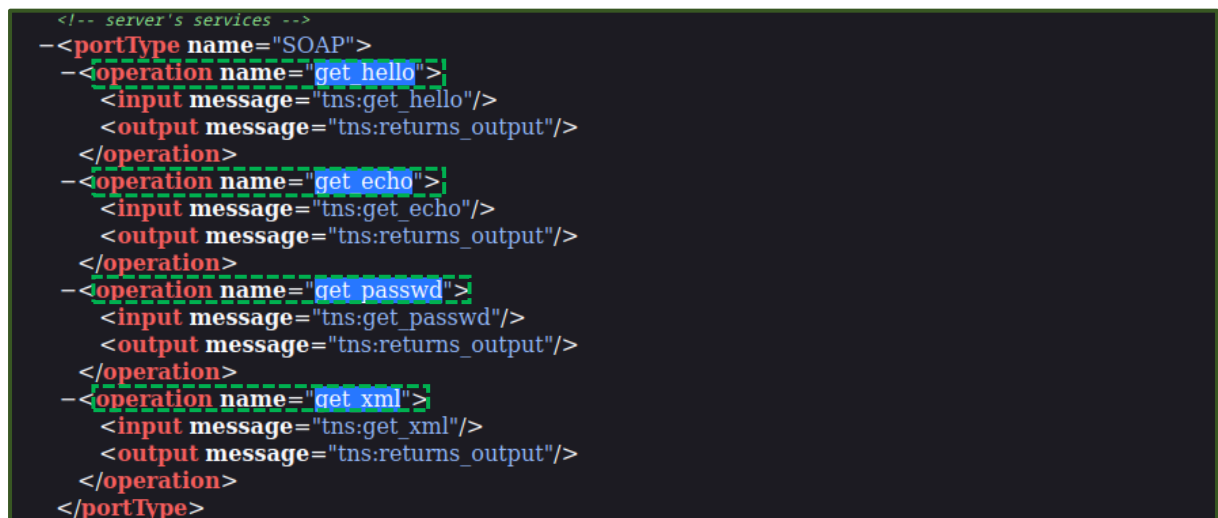 <!-- server's services -->
−<portType name="SOAP">
−<operation name="get_hello">
<input message="tns:get_hello"/>
<output message="tns:returns_output"/>
</operation>
−<operation name="get_echo">
<input message="tns:get_echo"/>
<output message="tns:returns_output"/>
</operation>
−<operation name="get_passwd">
<input message="tns:get_passwd"/>
<output message="tns:returns_output"/>
</operation>
−<operation name="get_xml">
<input message="tns:get_xml"/>
<output message="tns:returns_output"/>
</operation>
</portType>